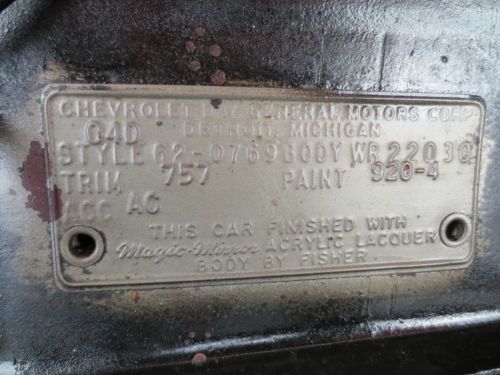 CHEVROLET DIV. GENERAL MOTORS CORP.
04D DETROIT, MICHIGAN
STYLE 62-0769 BODY WR 22030
TRIM 757 PAINT 920-4
ACC AC
THIS CAR FINISHED WITH
Magic-Mirror ACRYLIC LACQUER
BODY BY FISHER